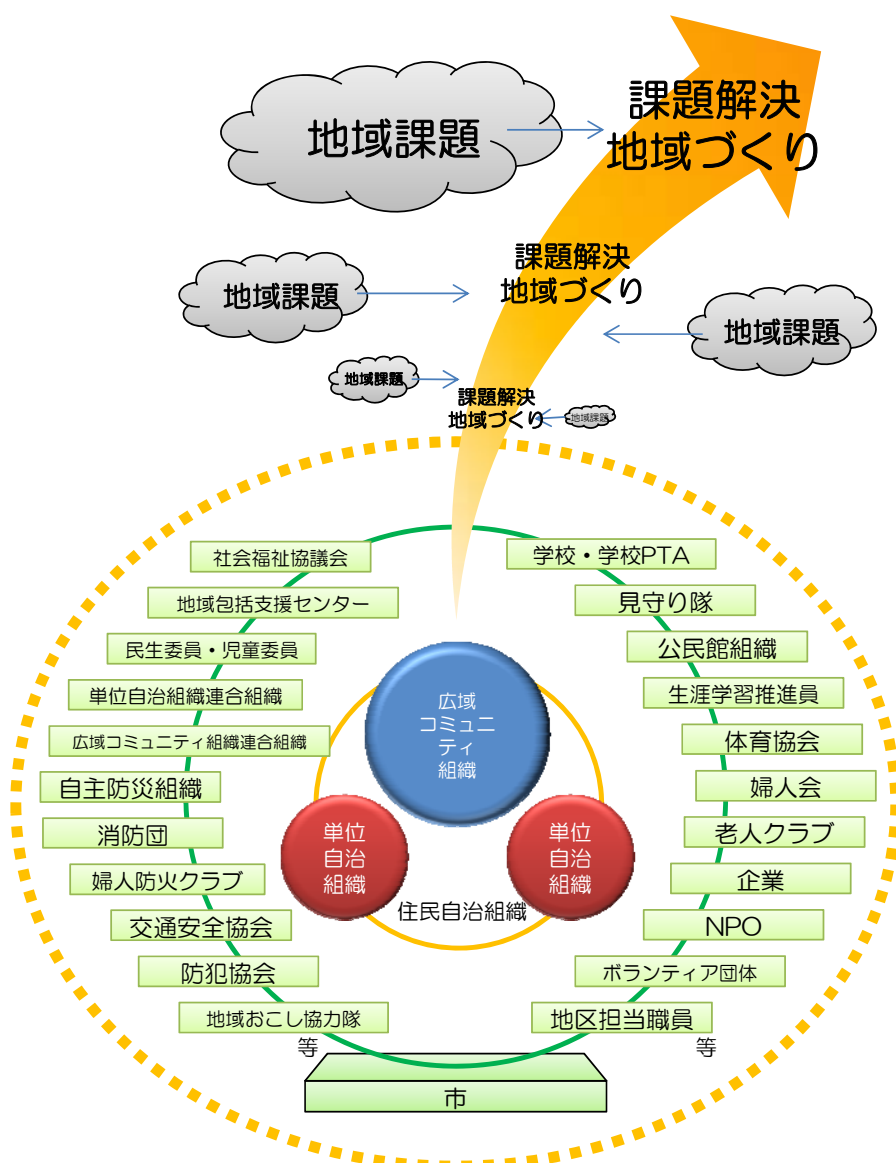 地域課題
課題解決
地域づくり
地域課題
課題解決
地域づくり
地域課題
地域課題
課題解決
地域づくり
地域課題
社会福祉協議会
地域包括支援センター
民生委員・児童委員
単位自治組織連合組織
広域コミュニティ組織連合組織
自主防災組織
消防団
婦人防火クラブ
交通安全協会
防犯協会
地域おこし協力隊
等
学校・学校PTA
見守り隊
公民館組織
生涯学習推進員
体育協会
婦人会
老人クラブ
企業
NPO
ボランティア団体
地区担当職員
等
広域
コミュニ
ティ
組織
単位
自治
組織
単位
自治
組織
住民自治組織
市